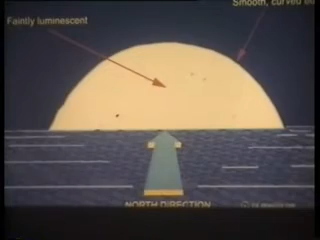 Smooth, curved
Faintly luminescent
NORTH DIRECTION